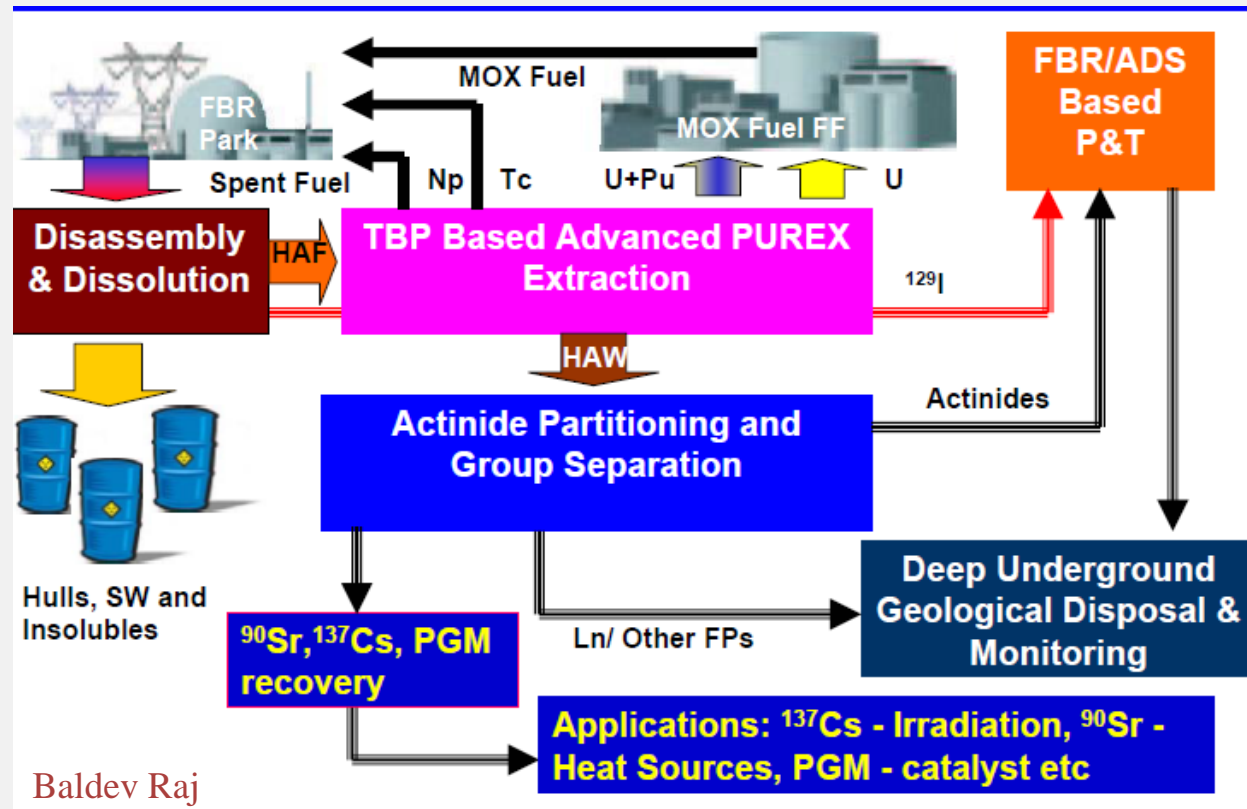 MOX Fuel
FBR
Park
MOX Fuel FF
FBR/ADS
Based
P&T
Spent Fuel
Np
Tc
U+Pu
U
Disassembly
& Dissolution
HAF
TBP Based Advanced PUREX
Extraction
¹²⁹I
HAW
Actinide Partitioning and
Group Separation
Actinides
Hulls, SW and
Insolubles
⁹⁰Sr,¹³⁷Cs, PGM
recovery
Ln/ Other FPs
Deep Underground
Geological Disposal &
Monitoring
Applications: ¹³⁷Cs - Irradiation, ⁹⁰Sr -
Heat Sources, PGM - catalyst etc
Baldev Raj